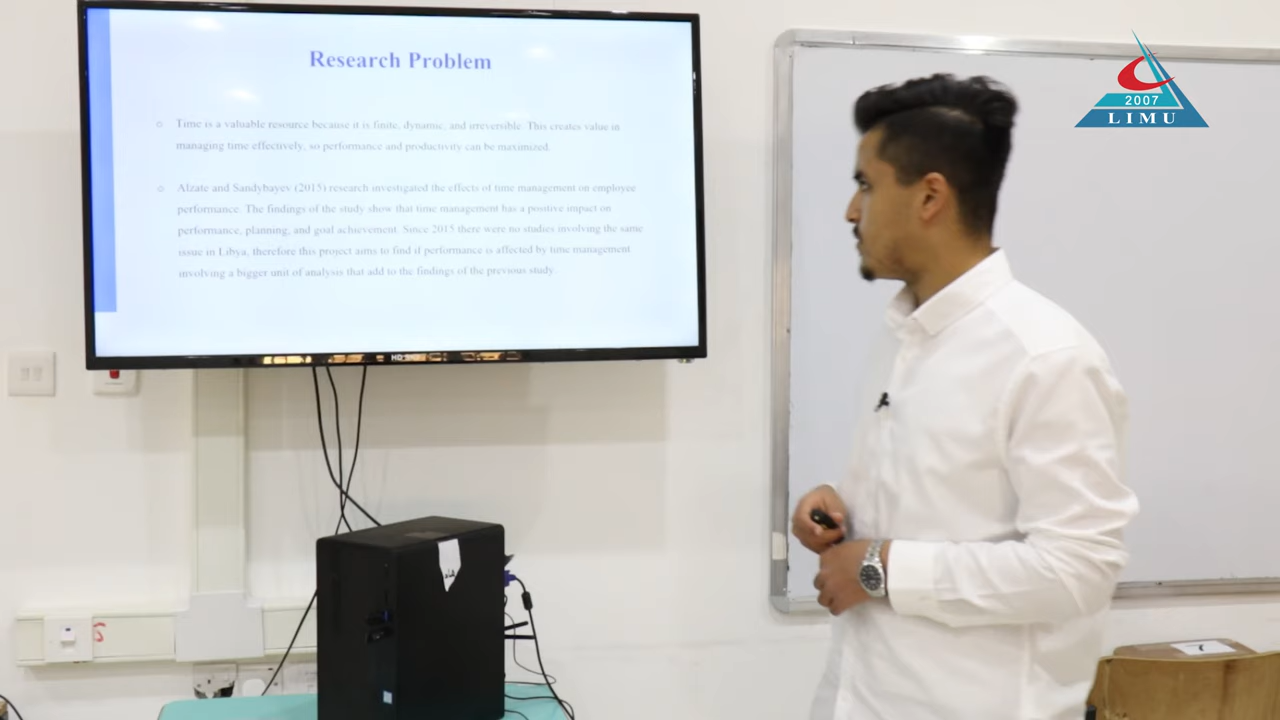 Research Problem
Time is a valuable resource because it is finite, dynamic, and irreversible. This creates value in
managing time effectively, so performance and productivity can be maximized.
Alzate and Sandybayev (2015) research investigated the effects of time management on employee
performance. The findings of the study show that time management has a positive impact on
performance, planning, and goal achievement. Since 2015 there were no studies involving the same
issue in Libya, therefore this project aims to find if performance is affected by time management
involving a bigger unit of analysis that add to the findings of the previous study.
2007
LIMU